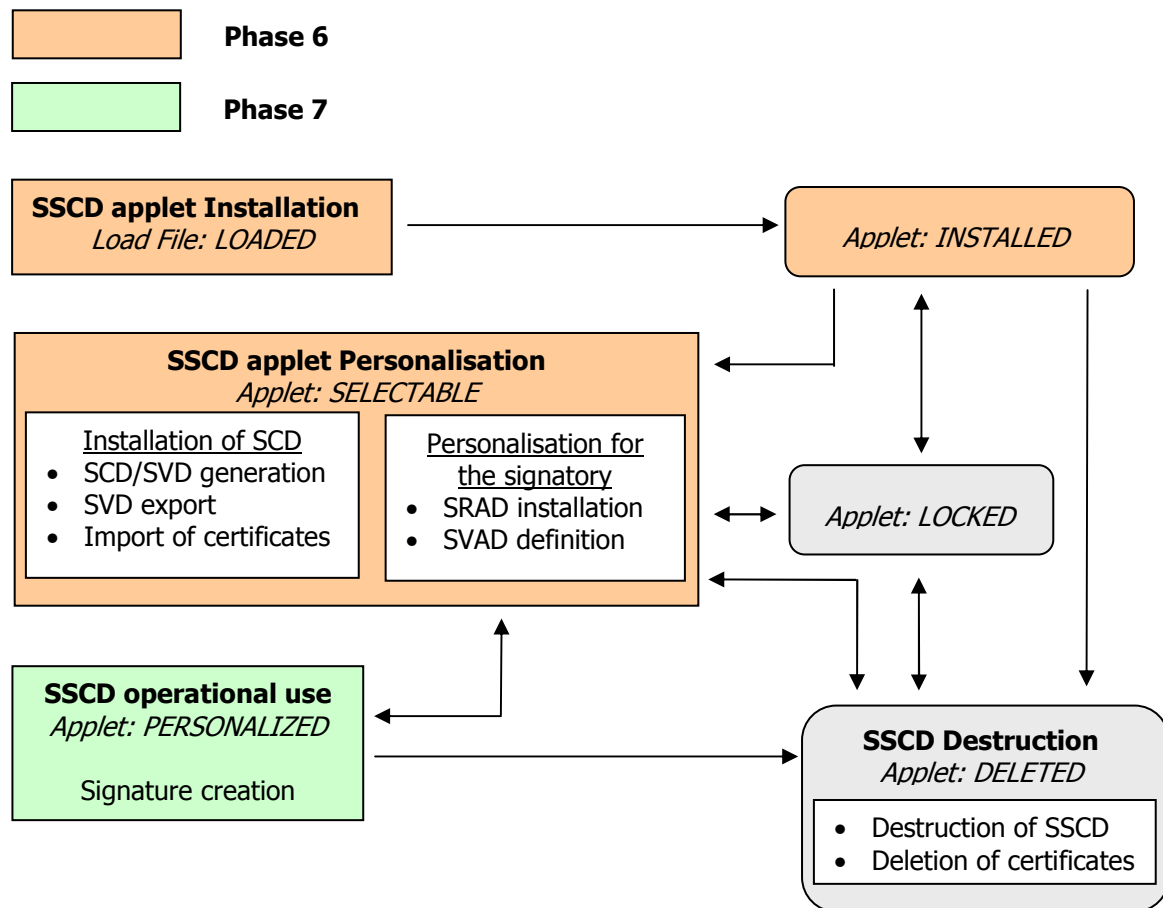 Phase 6
Phase 7
SSCD applet Installation
Load File: LOADED
Applet: INSTALLED
SSCD applet Personalisation
Applet: SELECTABLE
Installation of SCD
• SCD/SVD generation
• SVD export
• Import of certificates
Personalisation for
the signatory
• SRAD installation
• SVAD definition
Applet: LOCKED
SSCD operational use
Applet: PERSONALIZED
Signature creation
SSCD Destruction
Applet: DELETED
• Destruction of SSCD
• Deletion of certificates